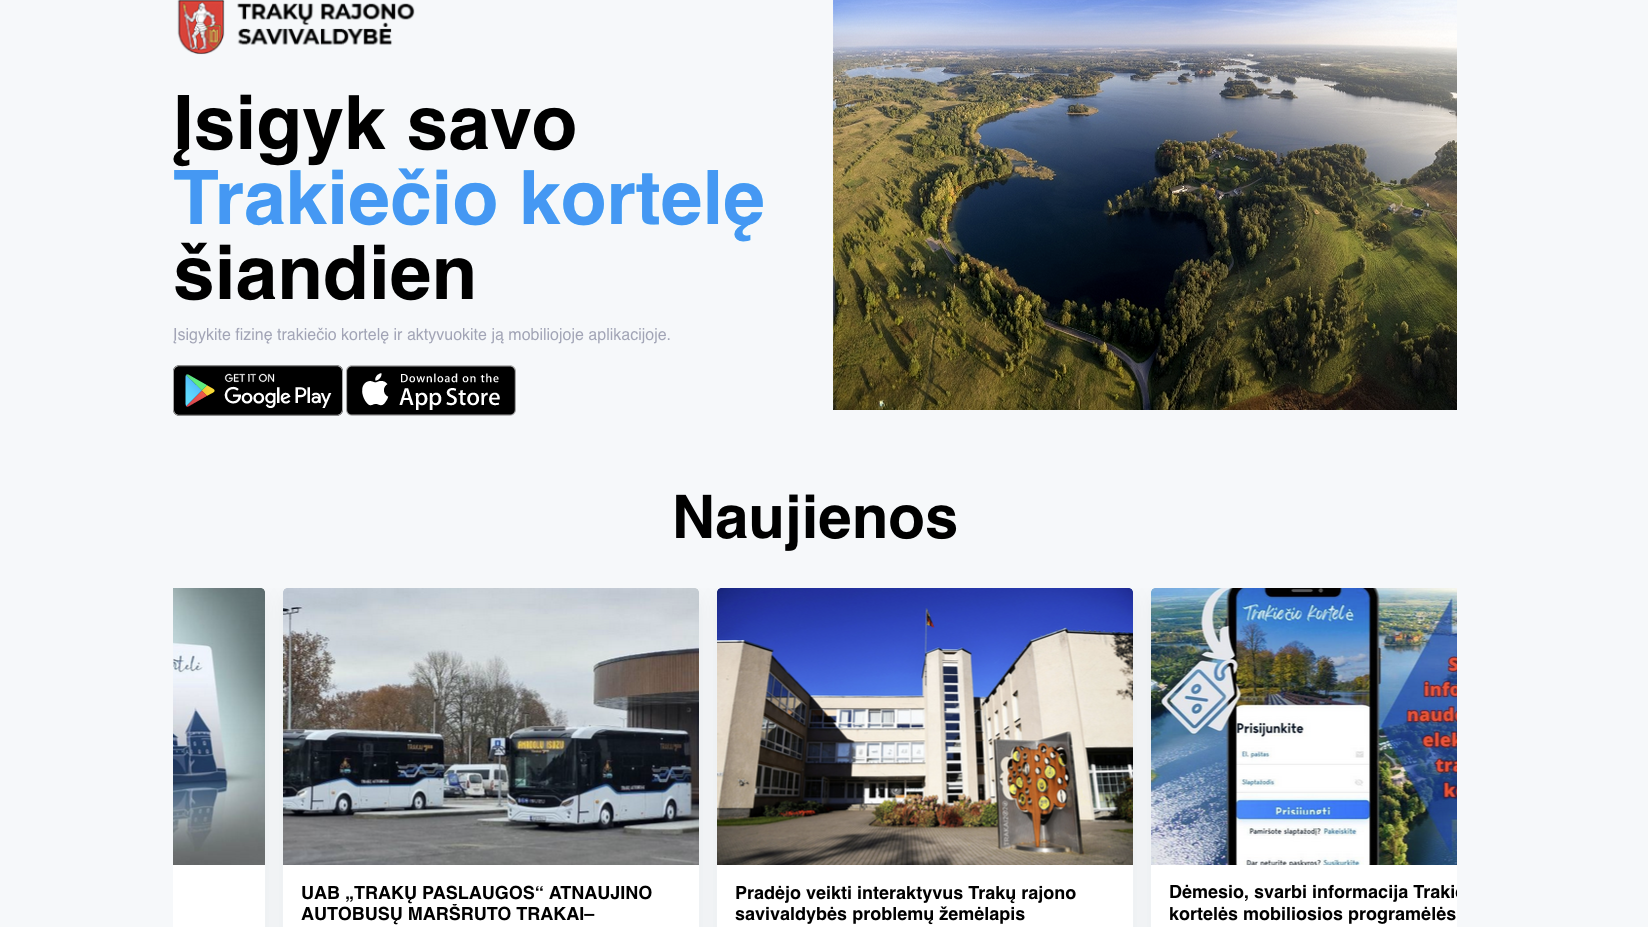 TRAKŲ RAJONO
SAVIVALDYBĖ
Įsigyk savo
Trakiečio kortelę
šiandien
Įsigykite fizinę trakiečio kortelę ir aktyvuokite ją mobiliojoje aplikacijoje.
GET IT ON
Google Play
Download on the
App Store
Naujienos
ANADOLU ISUZU
Trakiečio kortelė
Prisijunkite
El. paštas
Slaptažodis
Prisijungti
Pamiršote slaptažodį? Pakeiskite
Dar neturite paskyros? Susikurkite
UAB „TRAKŲ PASLAUGOS“ ATNAUJINO
AUTOBUSŲ MARŠRUTO TRAKAI–
Pradėjo veikti interaktyvus Trakų rajono
savivaldybės problemų žemėlapis
Dėmesio, svarbi informacija Traki
kortelės mobiliosios programėlės